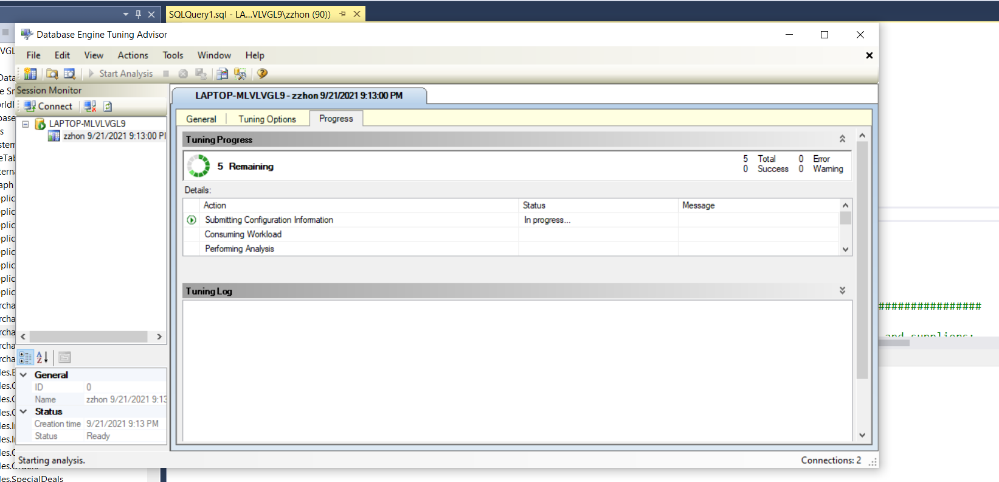 SQLQuery1.sql - LA...VLVGL9\zzhon (90))
Database Engine Tuning Advisor
File Edit View Actions Tools Window Help
Start Analysis
Session Monitor
Connect
LAPTOP-MLVLVGL9
zzhon 9/21/2021 9:13:00 PI
LAPTOP-MLVLVGL9 - zzhon 9/21/2021 9:13:00 PM
General Tuning Options Progress
Tuning Progress
5 Remaining
5 Total 0 Error
0 Success 0 Warning
Details:
Action Status Message
Submitting Configuration Information In progress...
Consuming Workload
Performing Analysis
Tuning Log
################
and suppliers:
General
ID 0
Name zzhon 9/21/2021 9:13
Status
Creation time 9/21/2021 9:13 PM
Status Ready
Starting analysis.
Connections: 2
VGL
Data
e Sn
orldI
base
s
stem
eTab
terna
aph
plic
plic
plic
plic
plic
plic
plic
plic
rcha
rcha
rcha
rcha
rcha
les.
les.
les.
les.
les.
les.
les.
les.Orders
les.SpecialDeals